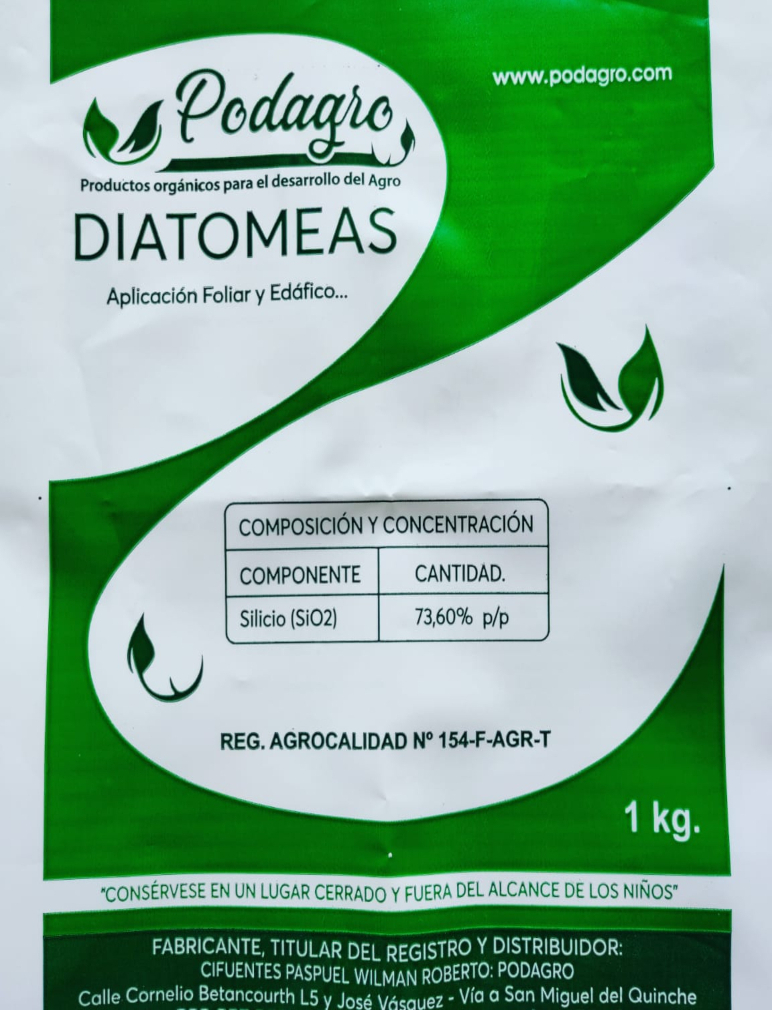 www.podagro.com
Podagro
Productos orgánicos para el desarrollo del Agro
DIATOMEAS
Aplicación Foliar y Edáfico...
COMPOSICIÓN Y CONCENTRACIÓN
COMPONENTE CANTIDAD.
Silicio (SiO2) 73,60% p/p
REG. AGROCALIDAD Nº 154-F-AGR-T
1 kg.
"CONSÉRVESE EN UN LUGAR CERRADO Y FUERA DEL ALCANCE DE LOS NIÑOS"
FABRICANTE, TITULAR DEL REGISTRO Y DISTRIBUIDOR:
CIFUENTES PASPUEL WILMAN ROBERTO: PODAGRO
Calle Cornelio Betancourth L5 y José Vásquez - Vía a San Miguel del Quinche